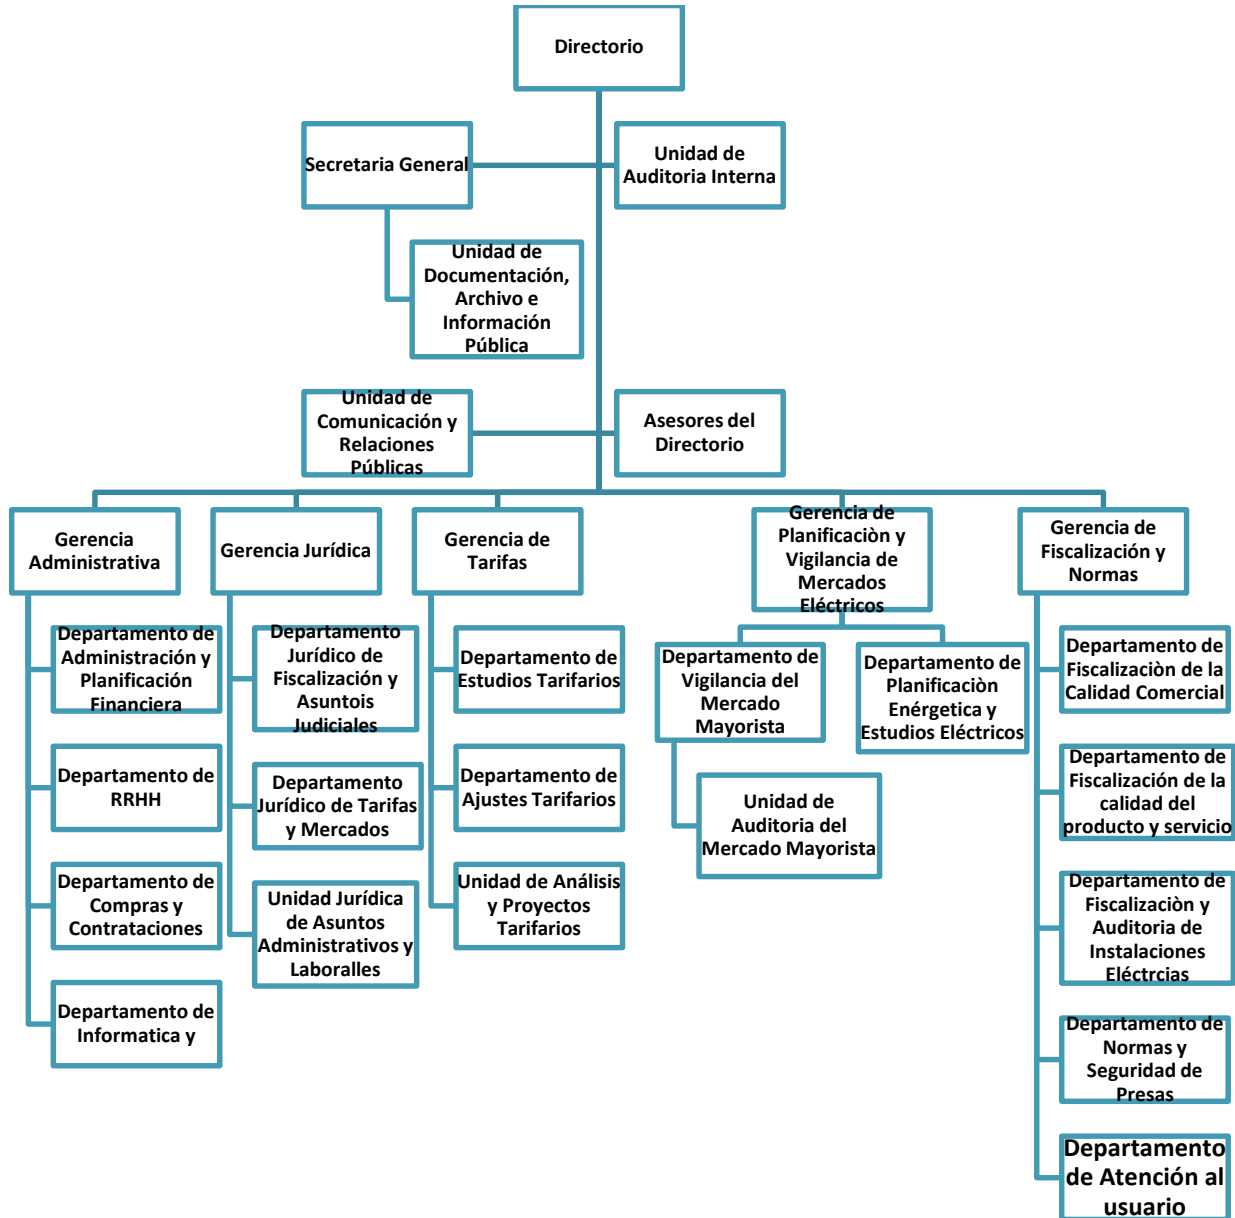 Directorio
Secretaria General
Unidad de
Auditoria Interna
Unidad de
Documentación,
Archivo e
Información
Pública
Unidad de
Comunicación y
Relaciones
Públicas
Asesores del
Directorio
Gerencia
Administrativa
Gerencia Jurídica
Gerencia de
Tarifas
Gerencia de
Planificaciòn y
Vigilancia de
Mercados
Eléctricos
Gerencia de
Fiscalización y
Normas
Departamento de
Administración y
Planificación
Financiera
Departamento de
RRHH
Departamento de
Compras y
Contrataciones
Departamento de
Informatica y
Departamento
Jurídico de
Fiscalización y
Asuntois
Judiciales
Departamento
Jurídico de Tarifas
y Mercados
Unidad Jurídica
de Asuntos
Administrativos y
Laboralles
Departamento de
Estudios Tarifarios
Departamento de
Ajustes Tarifarios
Unidad de Análisis
y Proyectos
Tarifarios
Departamento de
Vigilancia del
Mercado
Mayorista
Unidad de
Auditoria del
Mercado Mayorista
Departamento de
Planificaciòn
Enérgetica y
Estudios Eléctricos
Departamento de
Fiscalizaciòn de la
Calidad Comercial
Departamento de
Fiscalización de la
calidad del
producto y servicio
Departamento de
Fiscalizaciòn y
Auditoria de
Instalaciones
Eléctrcias
Departamento de
Normas y
Seguridad de
Presas
Departamento
de Atención al
usuario